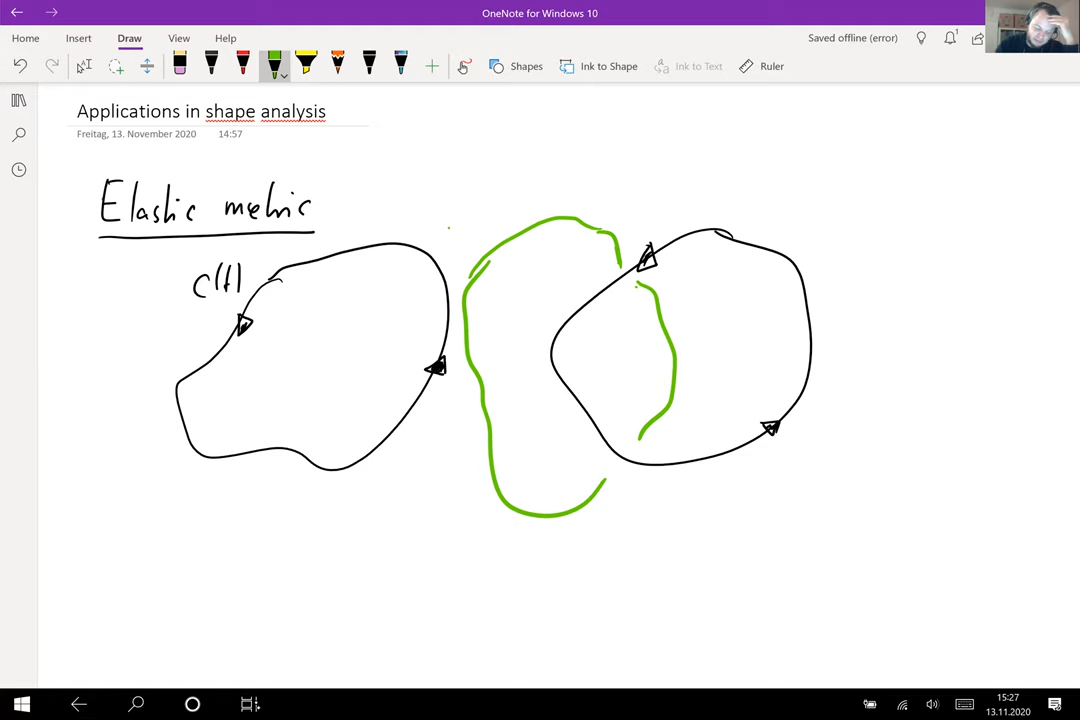 OneNote for Windows 10
Home Insert Draw View Help
Saved offline (error)
Shapes Ink to Shape Ink to Text Ruler
Applications in shape analysis
Freitag, 13. November 2020 14:57
Elastic metric
c(t)
15:27
13.11.2020